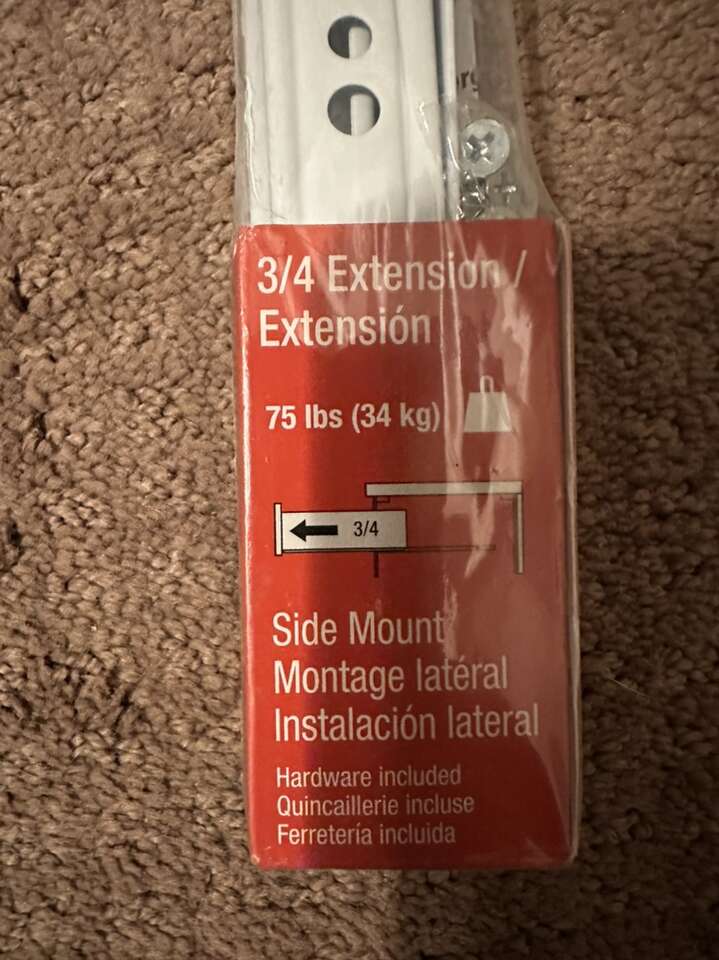 3/4 Extension /
Extensión
75 lbs (34 kg)
3/4
Side Mount
Montage latéral
Instalación lateral
Hardware included
Quincaillerie incluse
Ferretería incluida